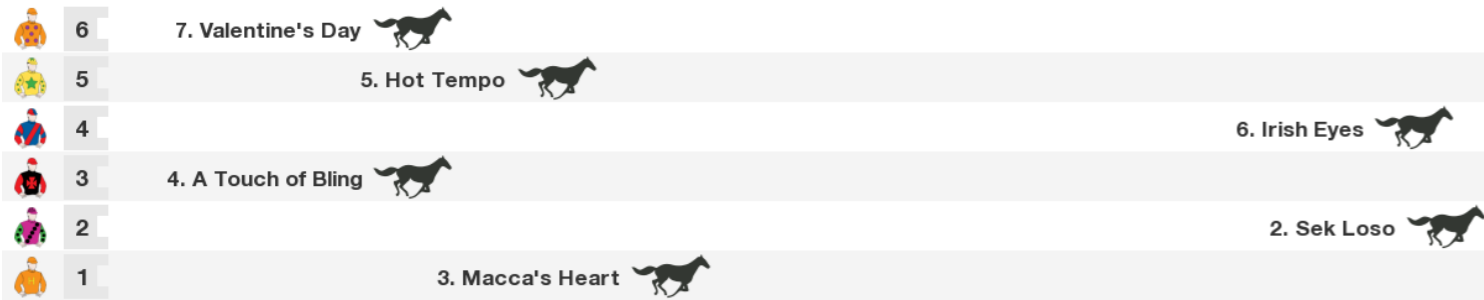 6 7. Valentine's Day
5 5. Hot Tempo
4 6. Irish Eyes
3 4. A Touch of Bling
2 2. Sek Loso
1 3. Macca's Heart